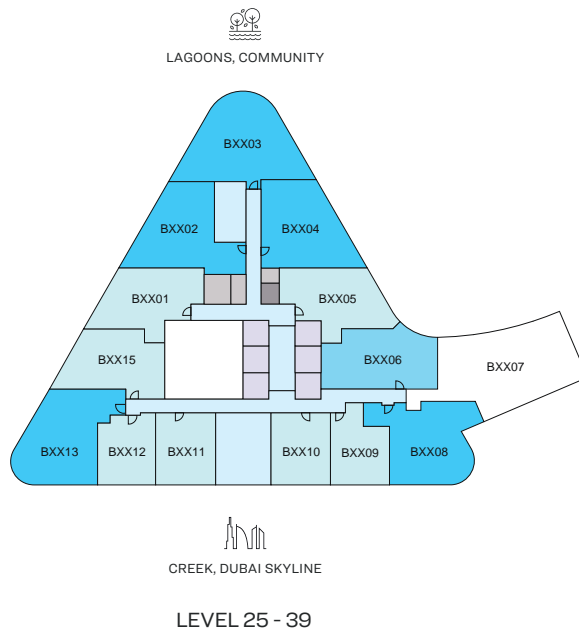 LAGOONS, COMMUNITY
BXX03
BXX02
BXX04
BXX01
BXX05
BXX15
BXX06
BXX07
BXX13
BXX12
BXX11
BXX10
BXX09
BXX08
CREEK, DUBAI SKYLINE
LEVEL 25 - 39